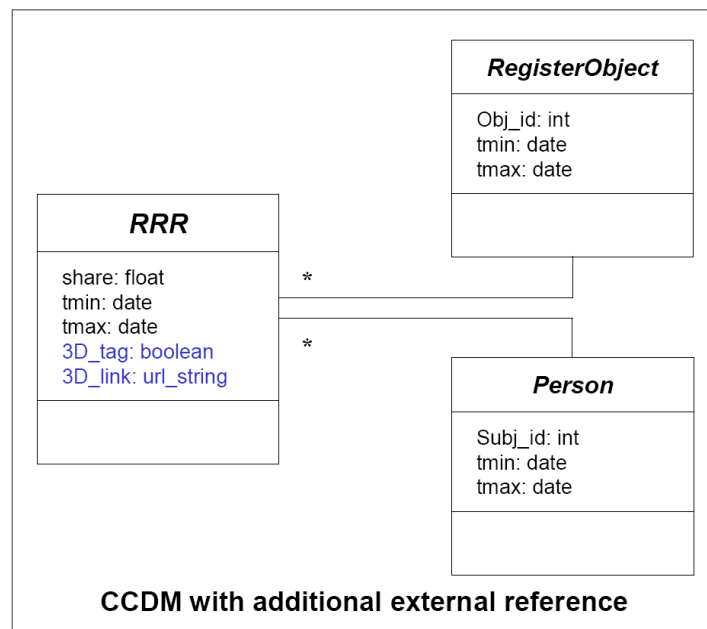 RegisterObject
Obj_id: int
tmin: date
tmax: date
RRR
share: float
tmin: date
tmax: date
3D_tag: boolean
3D_link: url_string
*
*
Person
Subj_id: int
tmin: date
tmax: date
CCDM with additional external reference